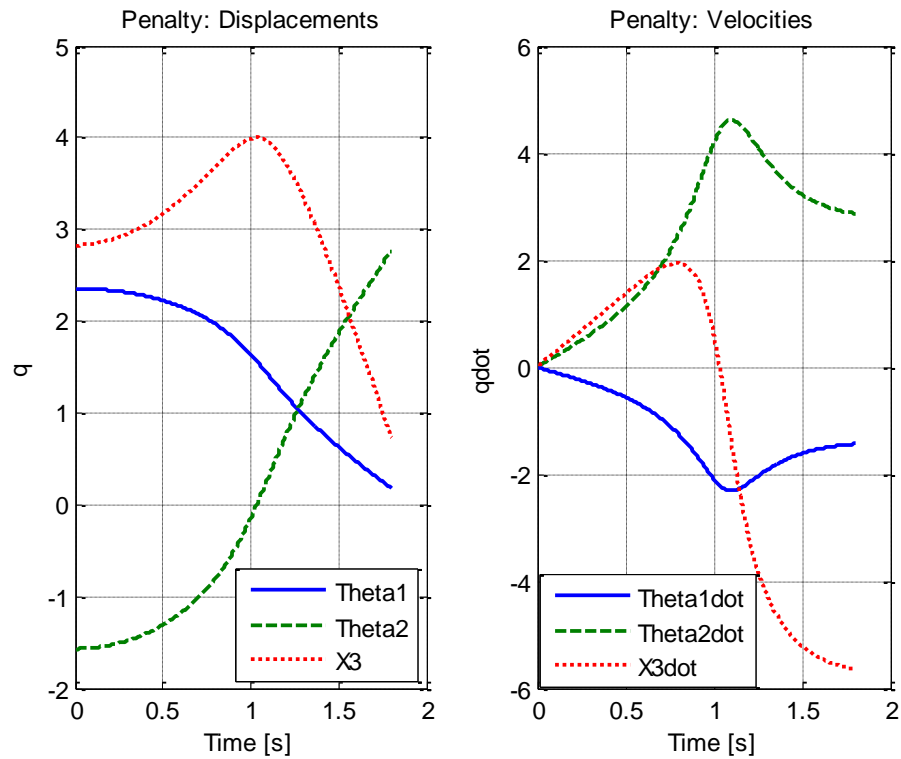 Penalty: Displacements
5
4
3
2
1
0
-1
-2
q
Theta1
Theta2
X3
0
0.5
1
1.5
2
Time [s]
Penalty: Velocities
6
4
2
0
-2
-4
-6
qdot
Theta1dot
Theta2dot
X3dot
0
0.5
1
1.5
2
Time [s]